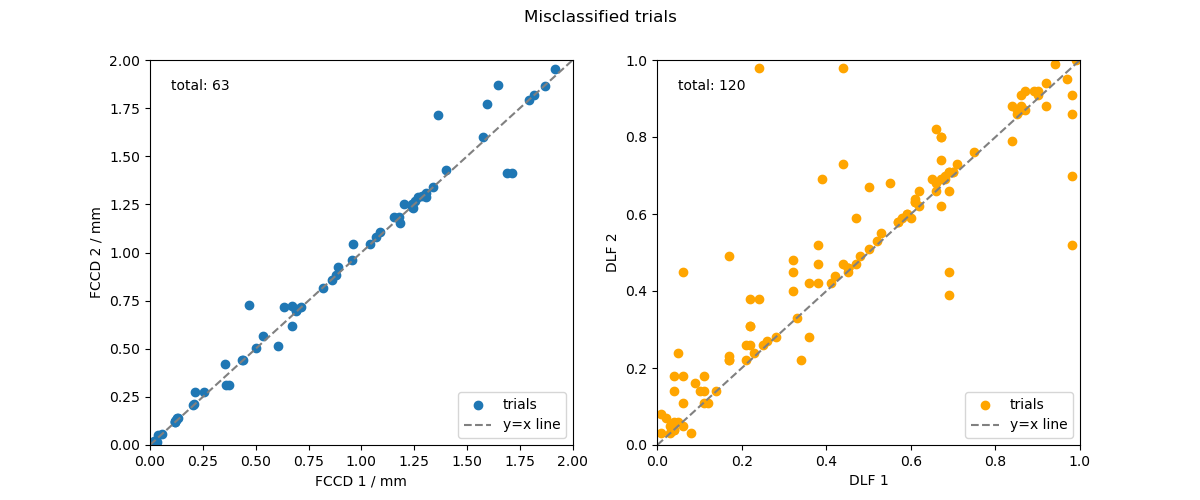 Misclassified trials
total: 63
2.00
1.75
1.50
1.25
1.00
0.75
0.50
0.25
0.00
FCCD 2 / mm
trials
y=x line
0.00 0.25 0.50 0.75 1.00 1.25 1.50 1.75 2.00
FCCD 1 / mm
total: 120
1.0
0.8
0.6
0.4
0.2
0.0
DLF 2
trials
y=x line
0.0 0.2 0.4 0.6 0.8 1.0
DLF 1